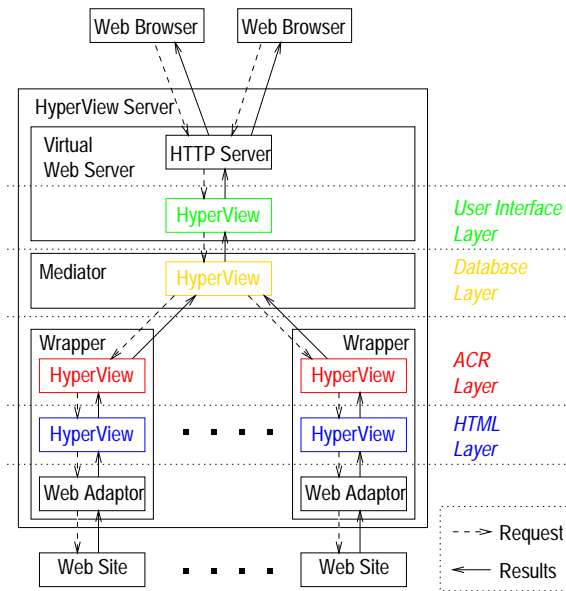 Web Browser
Web Browser
HyperView Server
Virtual
Web Server
HTTP Server
HyperView
User Interface
Layer
Mediator
HyperView
Database
Layer
Wrapper
Wrapper
HyperView
HyperView
ACR
Layer
HyperView
HyperView
HTML
Layer
Web Adaptor
Web Adaptor
Request
Web Site
Web Site
Results